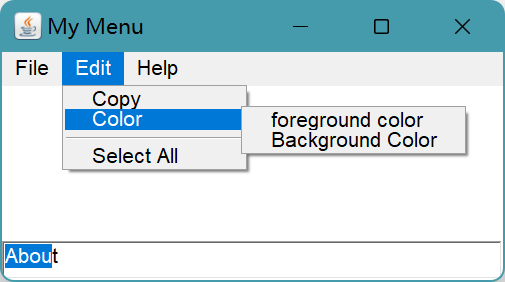 My Menu
File Edit Help
Copy
Color
foreground color
Background Color
Select All
About